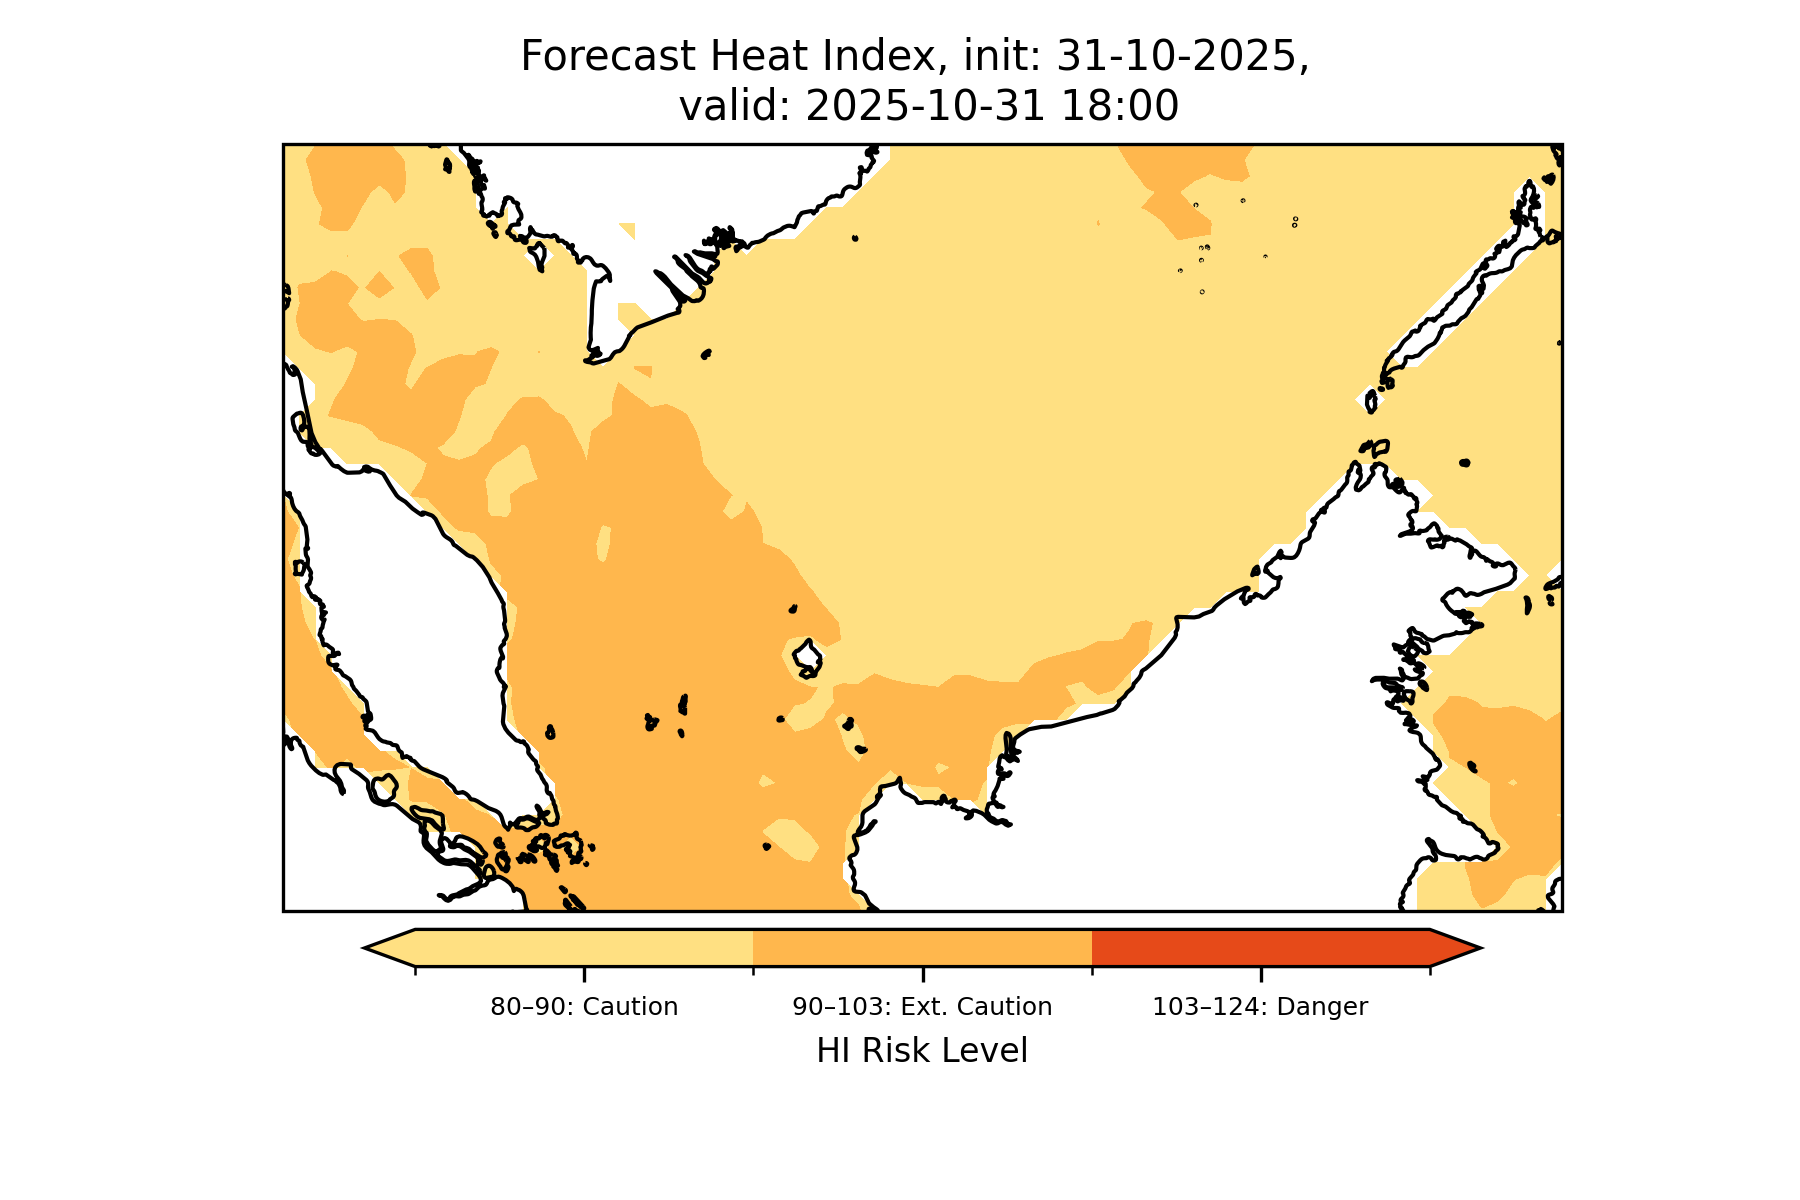 Forecast Heat Index, init: 31-10-2025,
valid: 2025-10-31 18:00
80–90: Caution
90–103: Ext. Caution
103–124: Danger
HI Risk Level